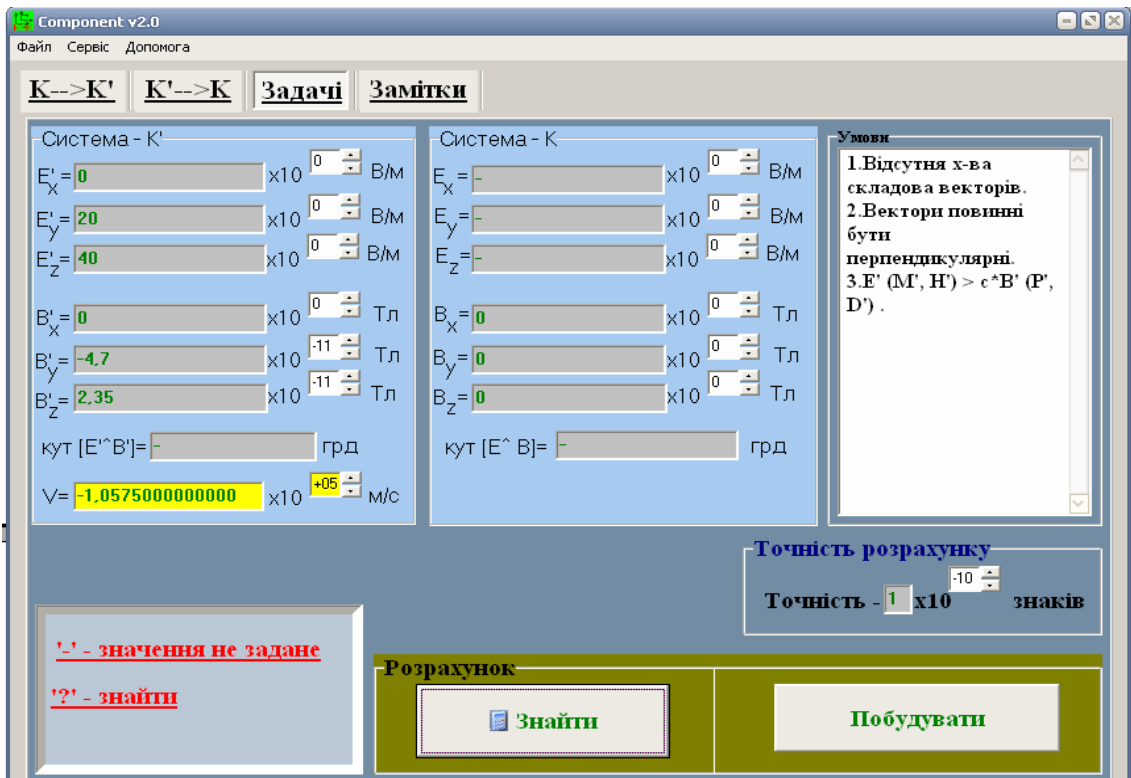 Component v2.0
Файл Сервіс Допомога
K-->K' K'-->K Задачі Замітки
Система - K'
E'x = 0 x10 0 В/м
E'y = 20 x10 0 В/м
E'z = 40 x10 0 В/м
B'x = 0 x10 0 Тл
B'y = -4,7 x10 -11 Тл
B'z = 2,35 x10 -11 Тл
кут [E'^B']= - грд
V= -1,0575000000000 x10 +05 м/с
Система - K
Ex = - x10 0 В/м
Ey = - x10 0 В/м
Ez = - x10 0 В/м
Bx = 0 x10 0 Тл
By = 0 x10 0 Тл
Bz = 0 x10 0 Тл
кут [E^ B]= - грд
Умови
1.Відсутня х-ва
складова векторів.
2.Вектори повинні
бути
перпендикулярні.
3.E' (M', H') > c*B' (P',
D') .
Точність розрахунку
Точність - 1 x10 -10 знаків
'-' - значення не задане
'?' - знайти
Розрахунок
Знайти
Побудувати